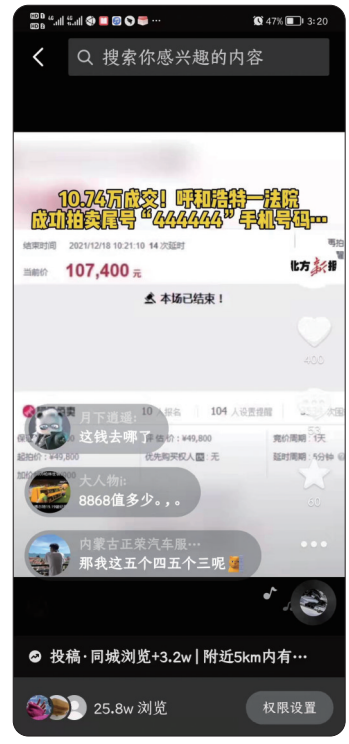 47% 3:20
搜索你感兴趣的内容
10.74万成交！呼和浩特一法院
成功拍卖尾号“444444”手机号码…
结束时间 2021/12/18 10:21:10 14 次延时
当前价 107,400 元
北方新报
本场已结束！
10 人报名 104 人设置提醒
评估价：¥49,800 竞价周期：1天
起拍价：¥49,800 优先购买权人：无 延时周期：5分钟
月下逍遥：
这钱去哪了
大人物i：
8868值多少。，。
内蒙古正荣汽车服…
那我这五个四五个三呢
400
53
60
投稿·同城浏览+3.2w | 附近5km内有…
25.8w 浏览
权限设置